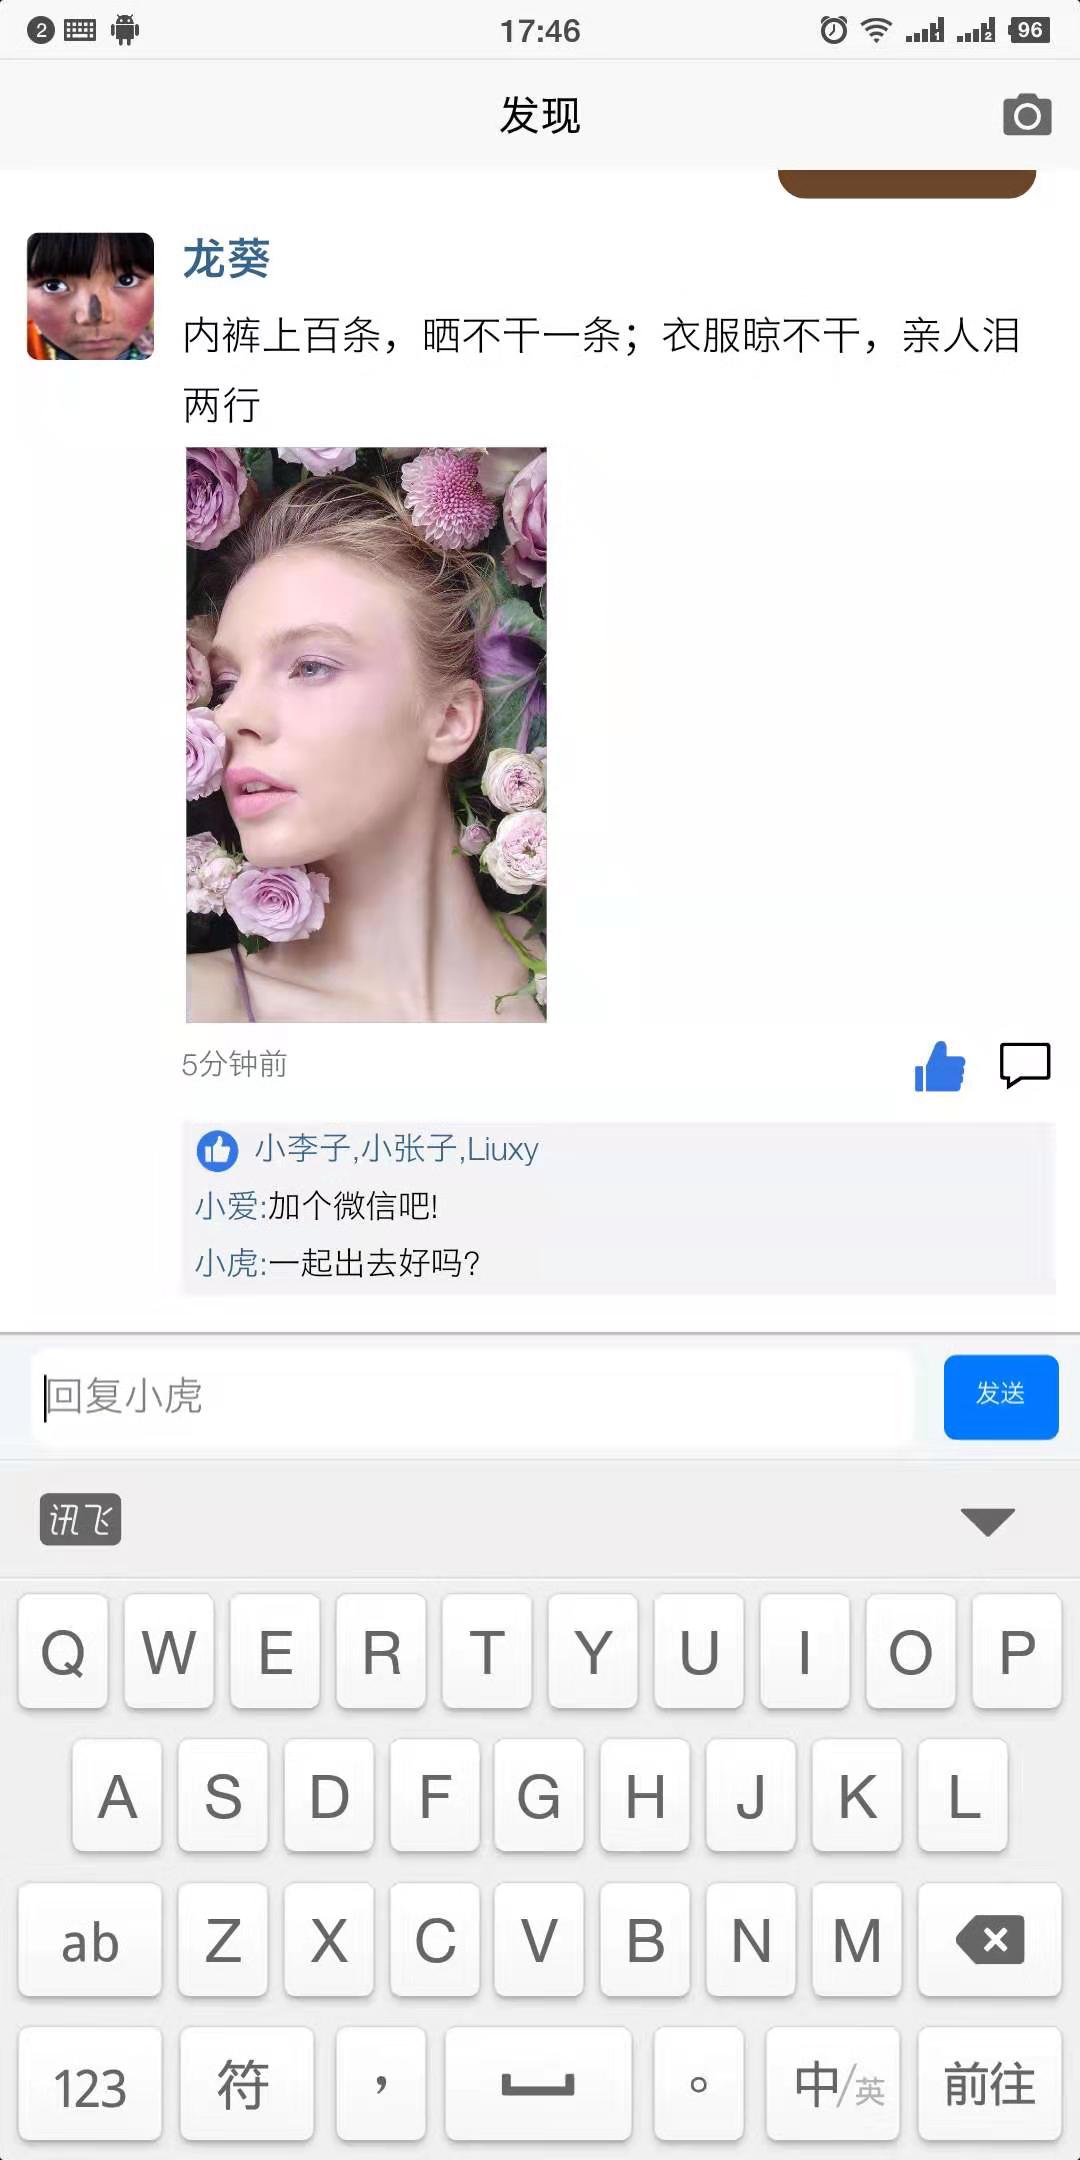 2 17:46 1 2 96
发现
龙葵
内裤上百条，晒不干一条；衣服晾不干，亲人泪
两行
5分钟前
小李子,小张子,Liuxy
小爱:加个微信吧!
小虎:一起出去好吗?
回复小虎 发送
讯飞
Q W E R T Y U I O P
A S D F G H J K L
ab Z X C V B N M
123 符 ， 。 中/英 前往